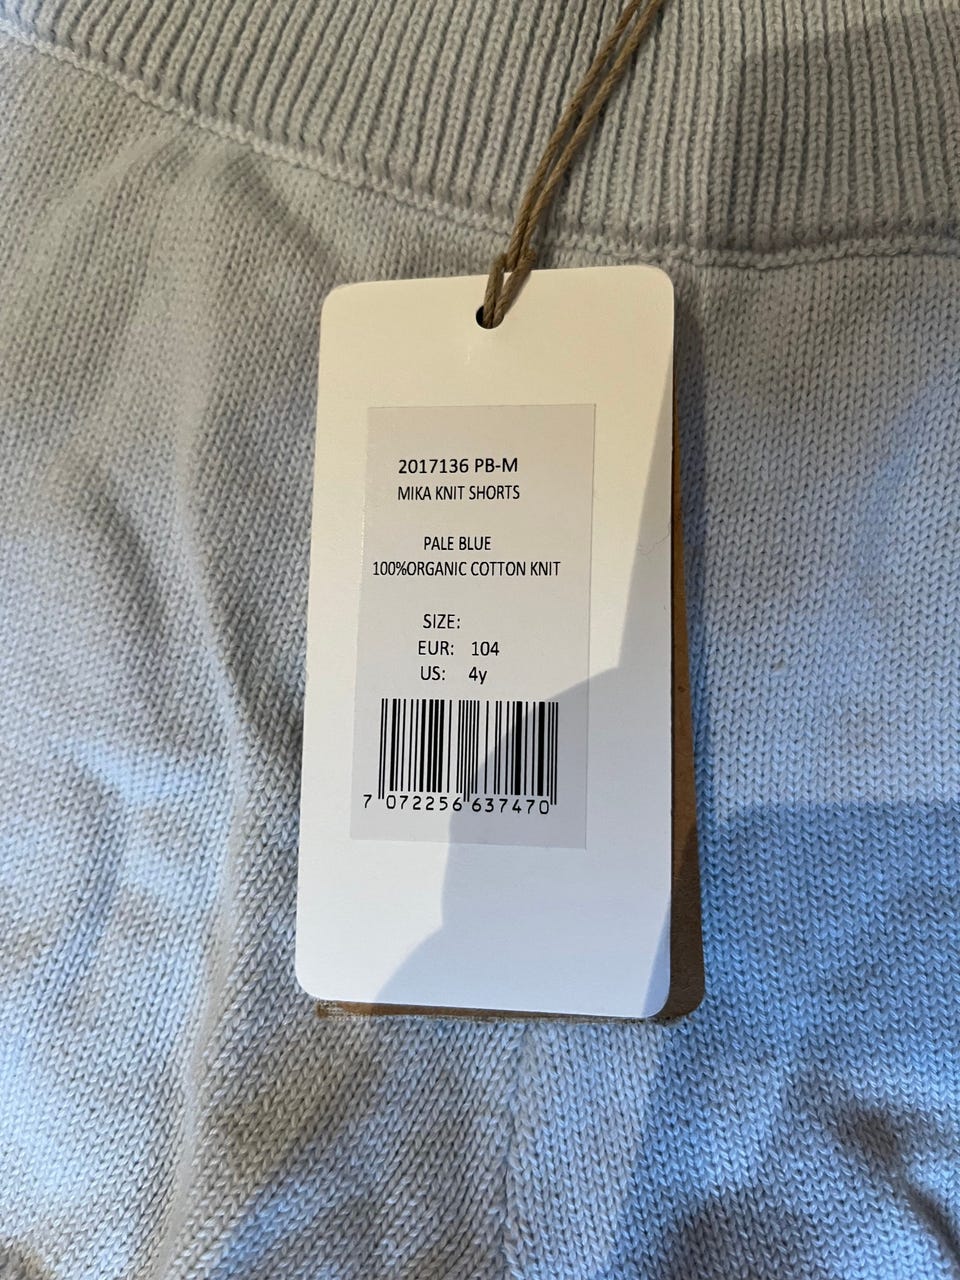 2017136 PB-M
MIKA KNIT SHORTS
PALE BLUE
100%ORGANIC COTTON KNIT
SIZE:
EUR: 104
US: 4y
7 072256 637470